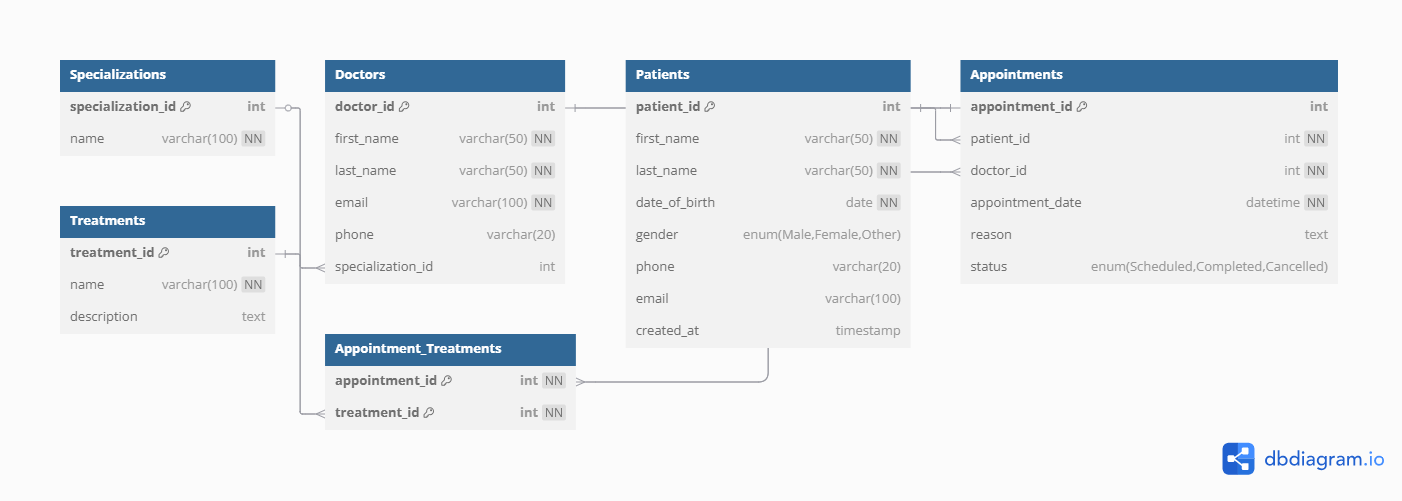 Specializations
specialization_id int
name varchar(100) NN
Treatments
treatment_id int
name varchar(100) NN
description text
Doctors
doctor_id int
first_name varchar(50) NN
last_name varchar(50) NN
email varchar(100) NN
phone varchar(20)
specialization_id int
Appointment_Treatments
appointment_id int NN
treatment_id int NN
Patients
patient_id int
first_name varchar(50) NN
last_name varchar(50) NN
date_of_birth date NN
gender enum(Male,Female,Other)
phone varchar(20)
email varchar(100)
created_at timestamp
Appointments
appointment_id int
patient_id int NN
doctor_id int NN
appointment_date datetime NN
reason text
status enum(Scheduled,Completed,Cancelled)
dbdiagram.io